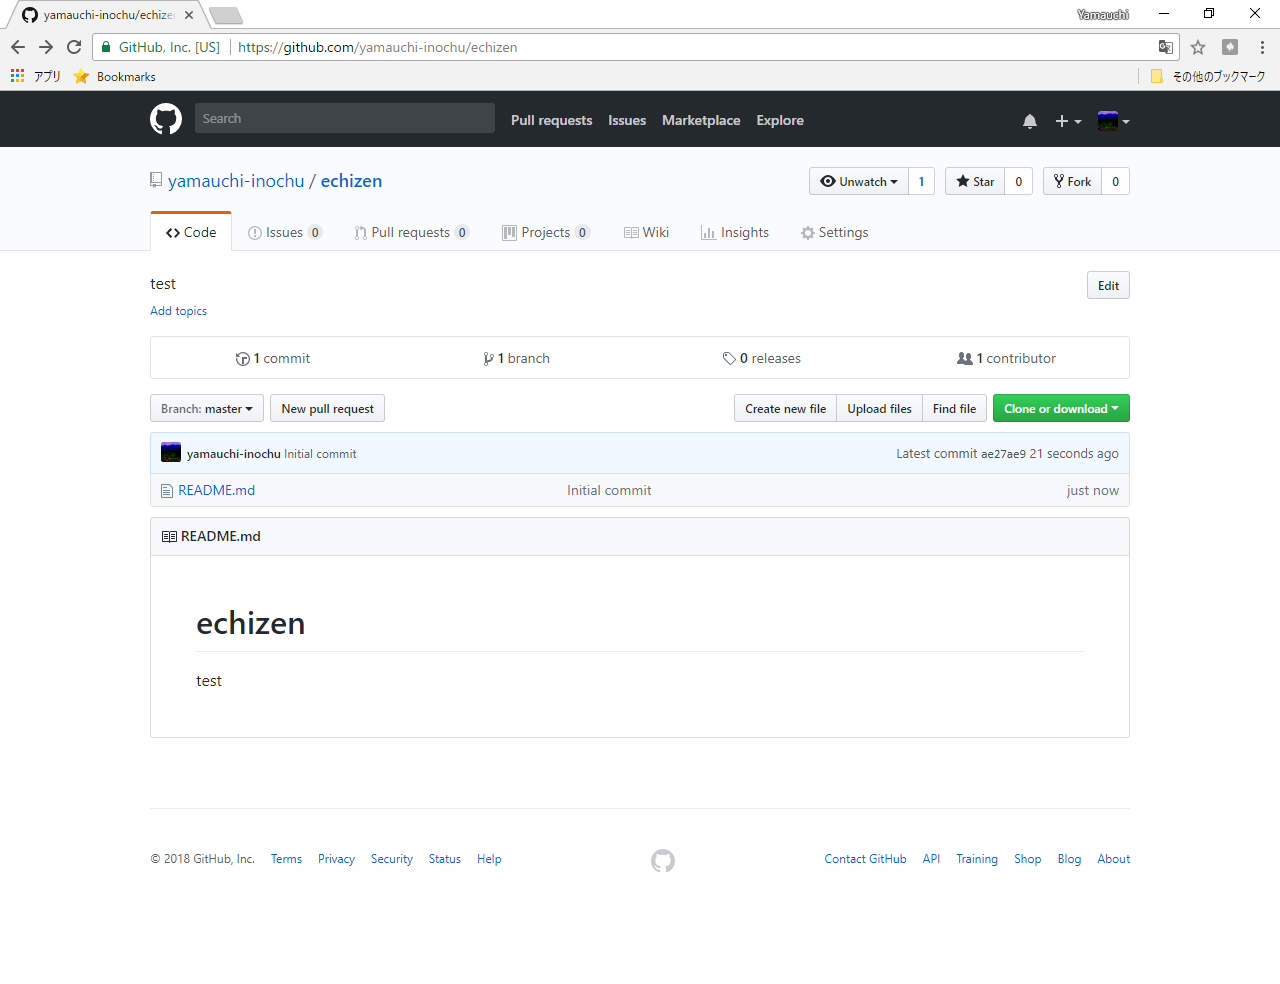 yamauchi-inochu/echize
Yamauchi
GitHub, Inc. [US] https://github.com/yamauchi-inochu/echizen
アプリ Bookmarks その他のブックマーク
Search Pull requests Issues Marketplace Explore
yamauchi-inochu / echizen Unwatch 1 Star 0 Fork 0
Code Issues 0 Pull requests 0 Projects 0 Wiki Insights Settings
test Edit
Add topics
1 commit 1 branch 0 releases 1 contributor
Branch: master New pull request Create new file Upload files Find file Clone or download
yamauchi-inochu Initial commit Latest commit ae27ae9 21 seconds ago
README.md Initial commit just now
README.md
echizen
test
© 2018 GitHub, Inc. Terms Privacy Security Status Help Contact GitHub API Training Shop Blog About